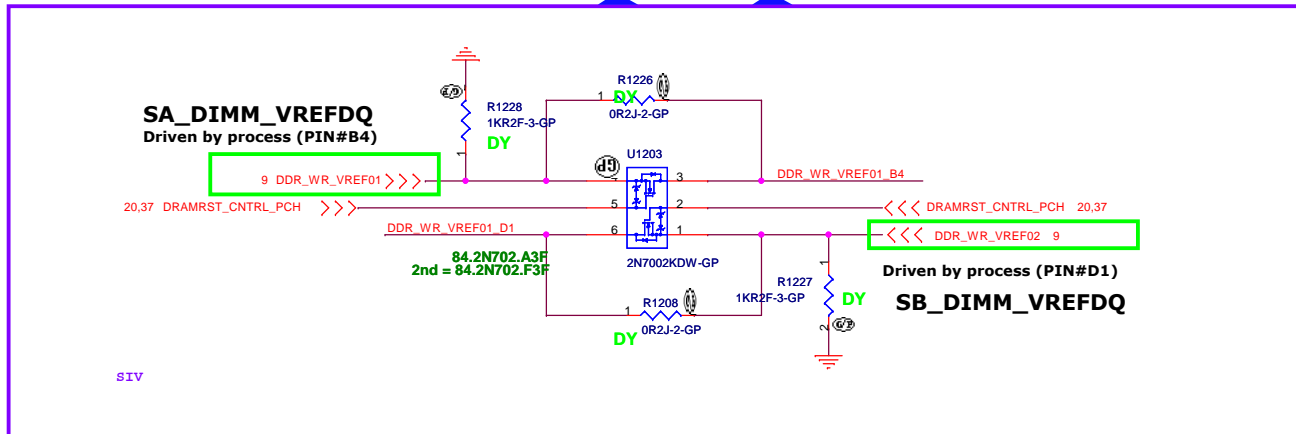 SA_DIMM_VREFDQ
Driven by process (PIN#B4)
9 DDR_WR_VREF01
R1228
1KR2F-3-GP
DY
1
R1226
1
DY
0R2J-2-GP
U1203
GP
3
DDR_WR_VREF01_B4
20,37 DRAMRST_CNTRL_PCH
5
2
DRAMRST_CNTRL_PCH 20,37
DDR_WR_VREF01_D1
6
1
DDR_WR_VREF02 9
84.2N702.A3F
2nd = 84.2N702.F3F
2N7002KDW-GP
Driven by process (PIN#D1)
SB_DIMM_VREFDQ
R1227
1KR2F-3-GP
1
DY
2
R1208
1
DY
0R2J-2-GP
SIV